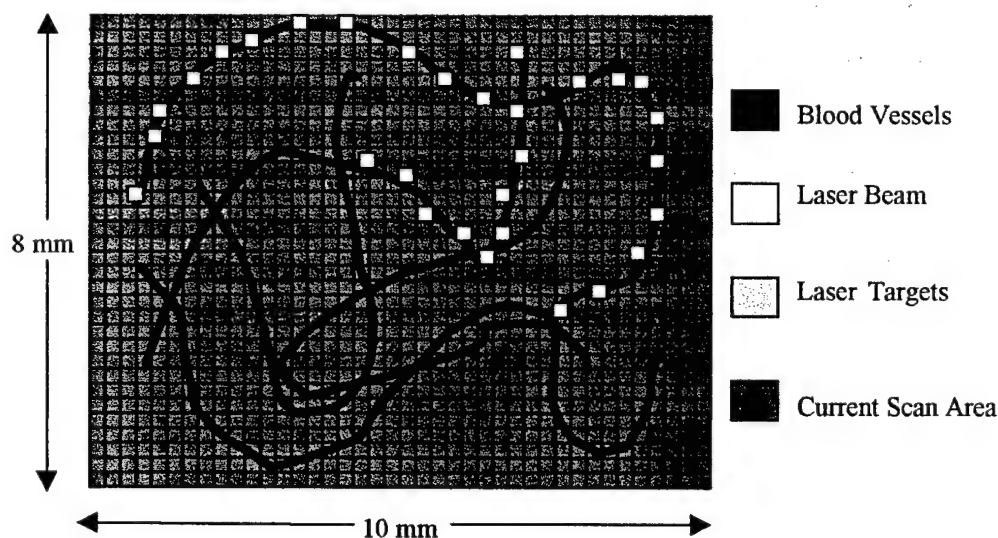 Blood Vessels
Laser Beam
8 mm
Laser Targets
Current Scan Area
10 mm